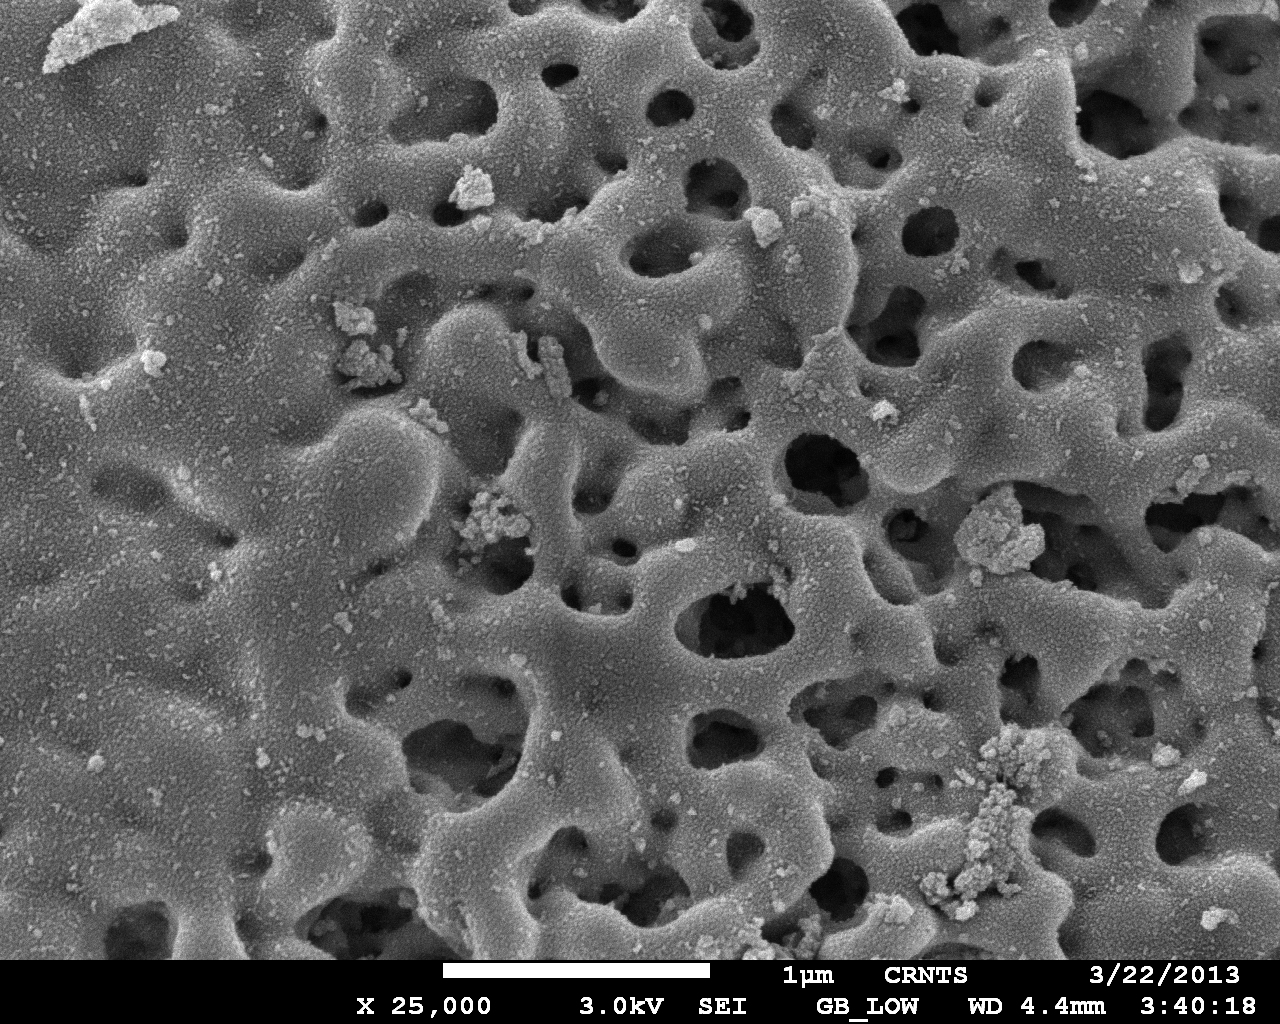 1µm CRNTS 3/22/2013
X 25,000 3.0kV SEI GB_LOW WD 4.4mm 3:40:18